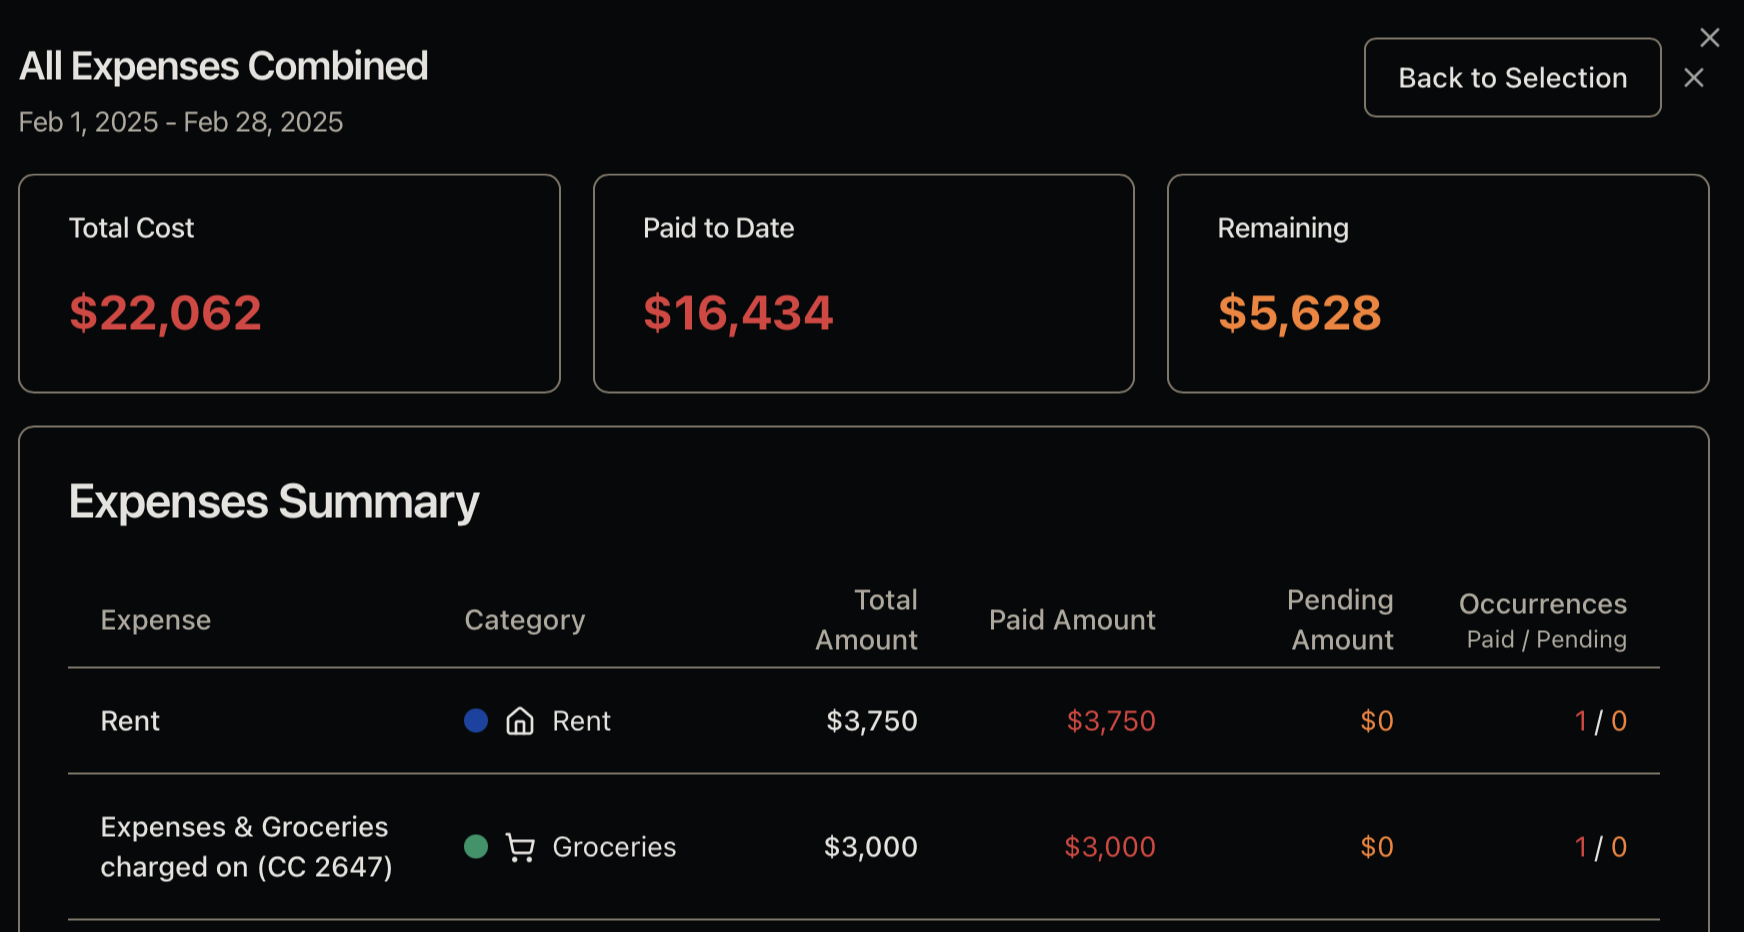 All Expenses Combined
Feb 1, 2025 - Feb 28, 2025
Back to Selection
Total Cost
$22,062
Paid to Date
$16,434
Remaining
$5,628
Expenses Summary
Expense
Category
Total
Amount
Paid Amount
Pending
Amount
Occurrences
Paid / Pending
Rent
Rent
$3,750
$3,750
$0
1 / 0
Expenses & Groceries
charged on (CC 2647)
Groceries
$3,000
$3,000
$0
1 / 0